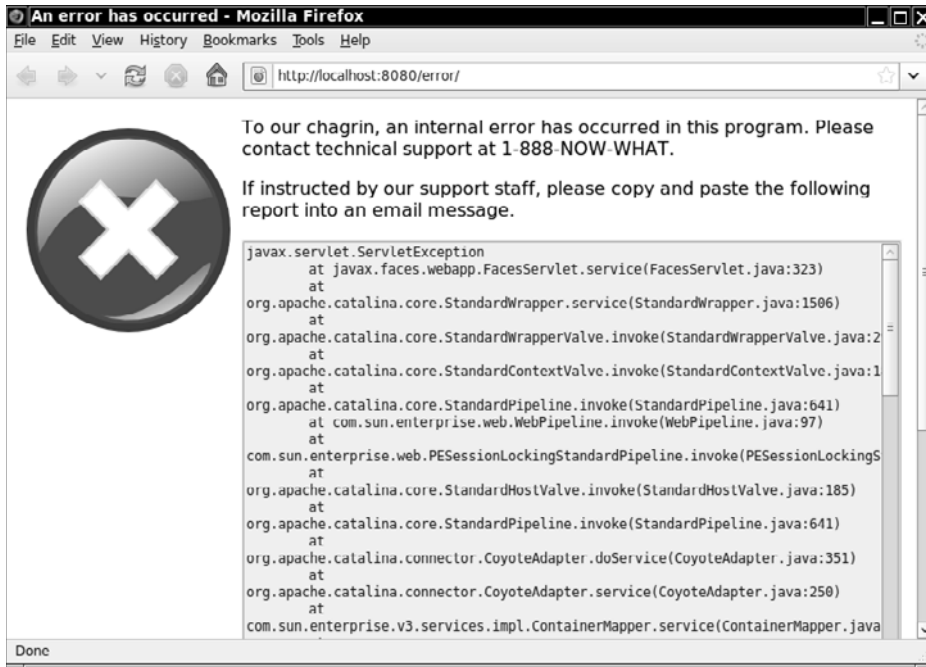 An error has occurred - Mozilla Firefox
File Edit View History Bookmarks Tools Help
http://localhost:8080/error/
To our chagrin, an internal error has occurred in this program. Please
contact technical support at 1-888-NOW-WHAT.
If instructed by our support staff, please copy and paste the following
report into an email message.
javax.servlet.ServletException
at javax.faces.webapp.FacesServlet.service(FacesServlet.java:323)
at
org.apache.catalina.core.StandardWrapper.service(StandardWrapper.java:1506)
at
org.apache.catalina.core.StandardWrapperValve.invoke(StandardWrapperValve.java:2
at
org.apache.catalina.core.StandardContextValve.invoke(StandardContextValve.java:1
at
org.apache.catalina.core.StandardPipeline.invoke(StandardPipeline.java:641)
at com.sun.enterprise.web.WebPipeline.invoke(WebPipeline.java:97)
at
com.sun.enterprise.web.PESessionLockingStandardPipeline.invoke(PESessionLockingS
at
org.apache.catalina.core.StandardHostValve.invoke(StandardHostValve.java:185)
at
org.apache.catalina.core.StandardPipeline.invoke(StandardPipeline.java:641)
at
org.apache.catalina.connector.CoyoteAdapter.doService(CoyoteAdapter.java:351)
at
org.apache.catalina.connector.CoyoteAdapter.service(CoyoteAdapter.java:250)
at
com.sun.enterprise.v3.services.impl.ContainerMapper.service(ContainerMapper.java
Done